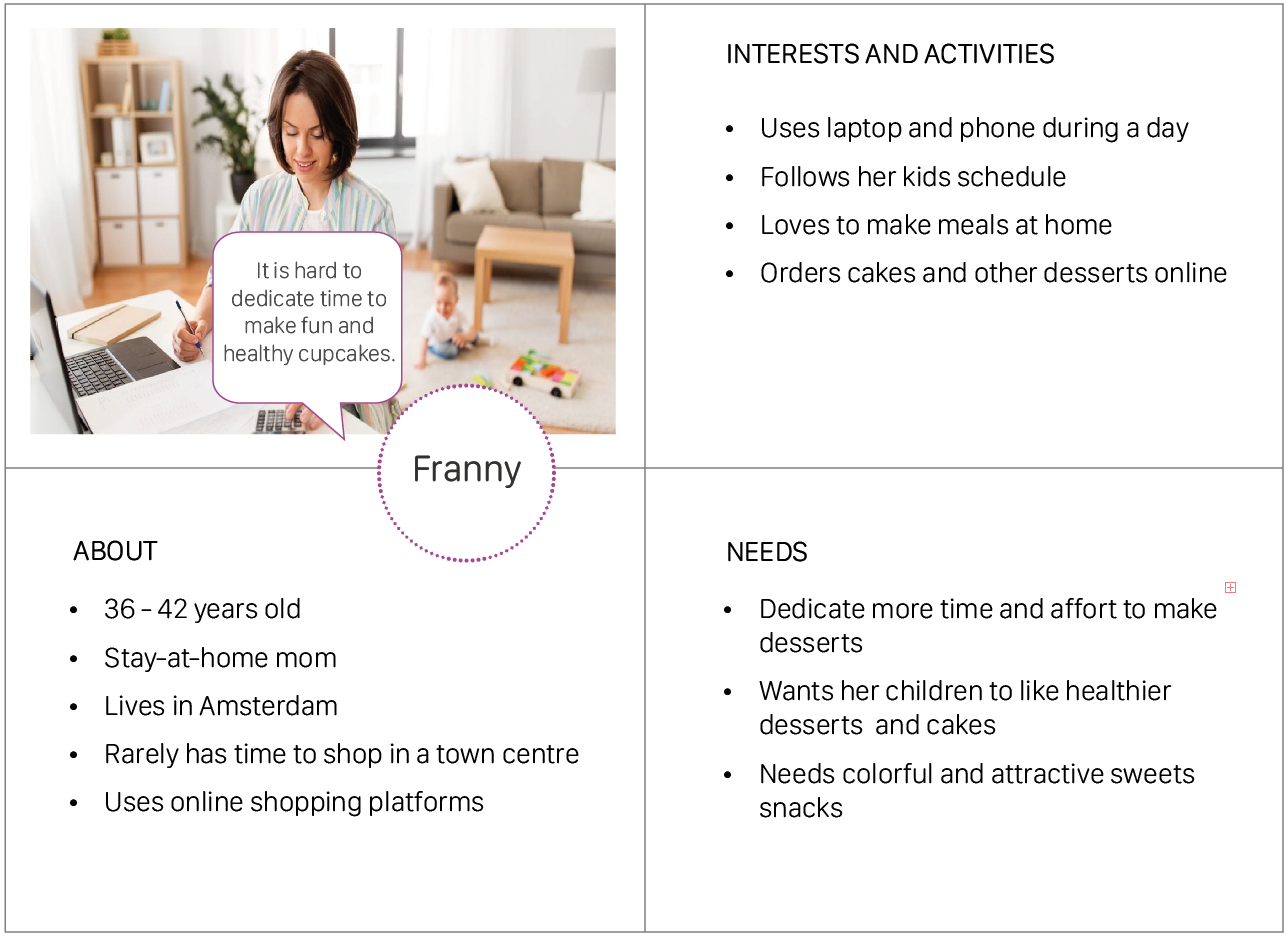 It is hard to
dedicate time to
make fun and
healthy cupcakes.
Franny
INTERESTS AND ACTIVITIES
• Uses laptop and phone during a day
• Follows her kids schedule
• Loves to make meals at home
• Orders cakes and other desserts online
ABOUT
• 36 – 42 years old
• Stay-at-home mom
• Lives in Amsterdam
• Rarely has time to shop in a town centre
• Uses online shopping platforms
NEEDS
• Dedicate more time and affort to make
desserts
• Wants her children to like healthier
desserts  and cakes
• Needs colorful and attractive sweets
snacks